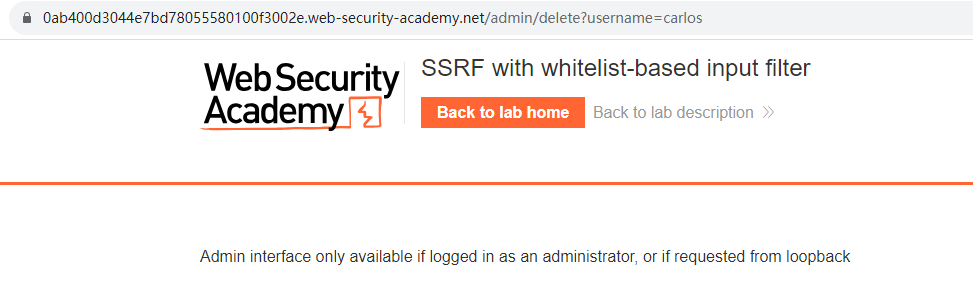 0ab400d3044e7bd78055580100f3002e.web-security-academy.net/admin/delete?username=carlos
Web Security
Academy
SSRF with whitelist-based input filter
Back to lab home
Back to lab description
Admin interface only available if logged in as an administrator, or if requested from loopback